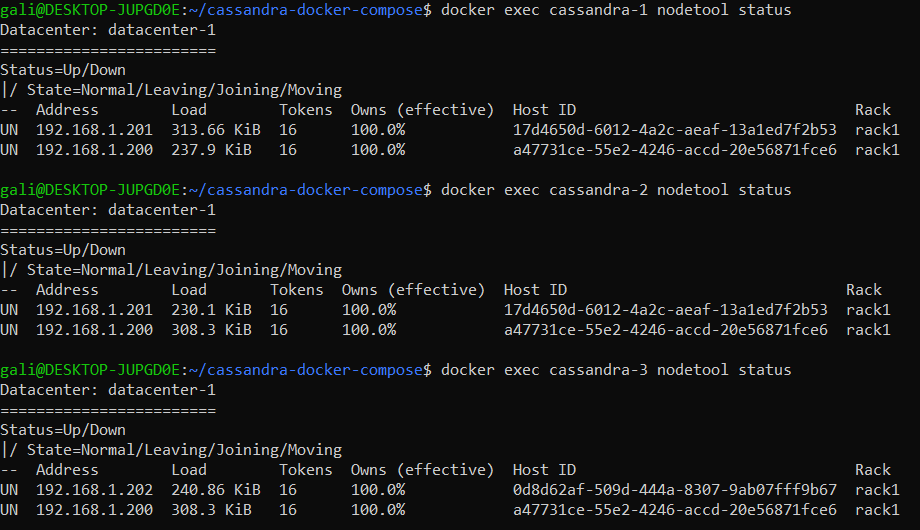 gali@DESKTOP-JUPGD0E:~/cassandra-docker-compose$ docker exec cassandra-1 nodetool status
Datacenter: datacenter-1
========================
Status=Up/Down
|/ State=Normal/Leaving/Joining/Moving
--  Address        Load        Tokens  Owns (effective)  Host ID                               Rack
UN  192.168.1.201  313.66 KiB  16      100.0%            17d4650d-6012-4a2c-aeaf-13a1ed7f2b53  rack1
UN  192.168.1.200  237.9 KiB   16      100.0%            a47731ce-55e2-4246-accd-20e56871fce6  rack1
gali@DESKTOP-JUPGD0E:~/cassandra-docker-compose$ docker exec cassandra-2 nodetool status
Datacenter: datacenter-1
========================
Status=Up/Down
|/ State=Normal/Leaving/Joining/Moving
--  Address        Load       Tokens  Owns (effective)  Host ID                               Rack
UN  192.168.1.201  230.1 KiB  16      100.0%            17d4650d-6012-4a2c-aeaf-13a1ed7f2b53  rack1
UN  192.168.1.200  308.3 KiB  16      100.0%            a47731ce-55e2-4246-accd-20e56871fce6  rack1
gali@DESKTOP-JUPGD0E:~/cassandra-docker-compose$ docker exec cassandra-3 nodetool status
Datacenter: datacenter-1
========================
Status=Up/Down
|/ State=Normal/Leaving/Joining/Moving
--  Address        Load        Tokens  Owns (effective)  Host ID                               Rack
UN  192.168.1.202  240.86 KiB  16      100.0%            0d8d62af-509d-444a-8307-9ab07fff9b67  rack1
UN  192.168.1.200  308.3 KiB   16      100.0%            a47731ce-55e2-4246-accd-20e56871fce6  rack1